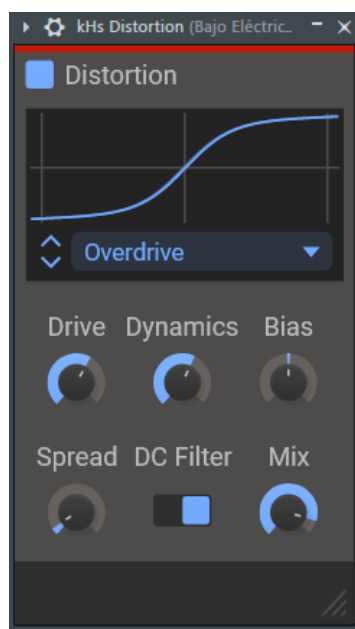 kHs Distortion (Bajo Eléctric..
Distortion
Overdrive
Drive Dynamics Bias
Spread DC Filter Mix